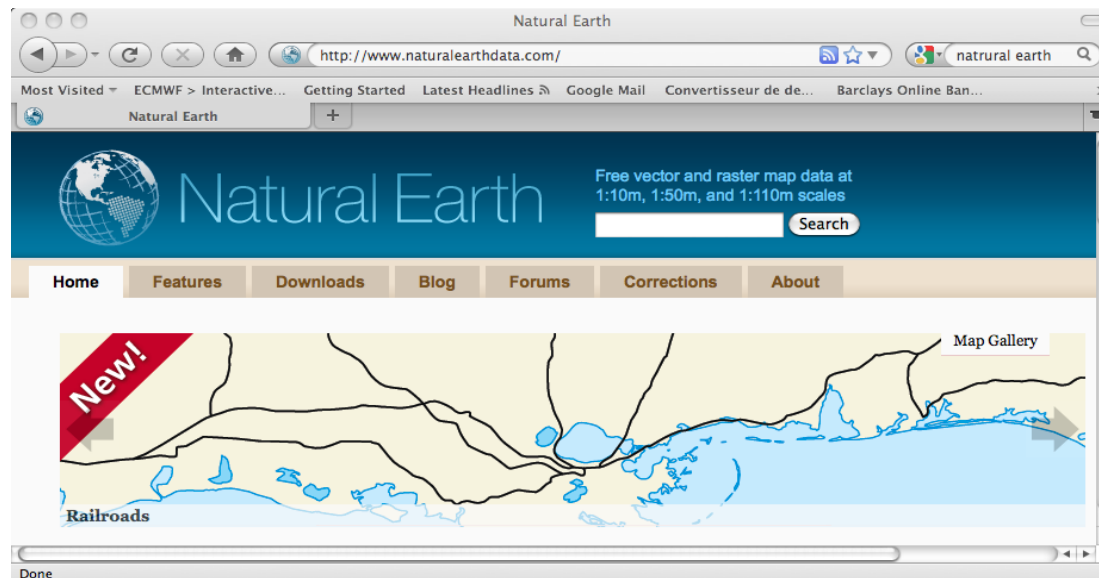 Natural Earth
http://www.naturalearthdata.com/
natrural earth
Most Visited ECMWF > Interactive... Getting Started Latest Headlines Google Mail Convertisseur de de... Barclays Online Ban...
Natural Earth +
Natural Earth
Free vector and raster map data at
1:10m, 1:50m, and 1:110m scales
Search
Home Features Downloads Blog Forums Corrections About
New!
Map Gallery
Railroads
Done